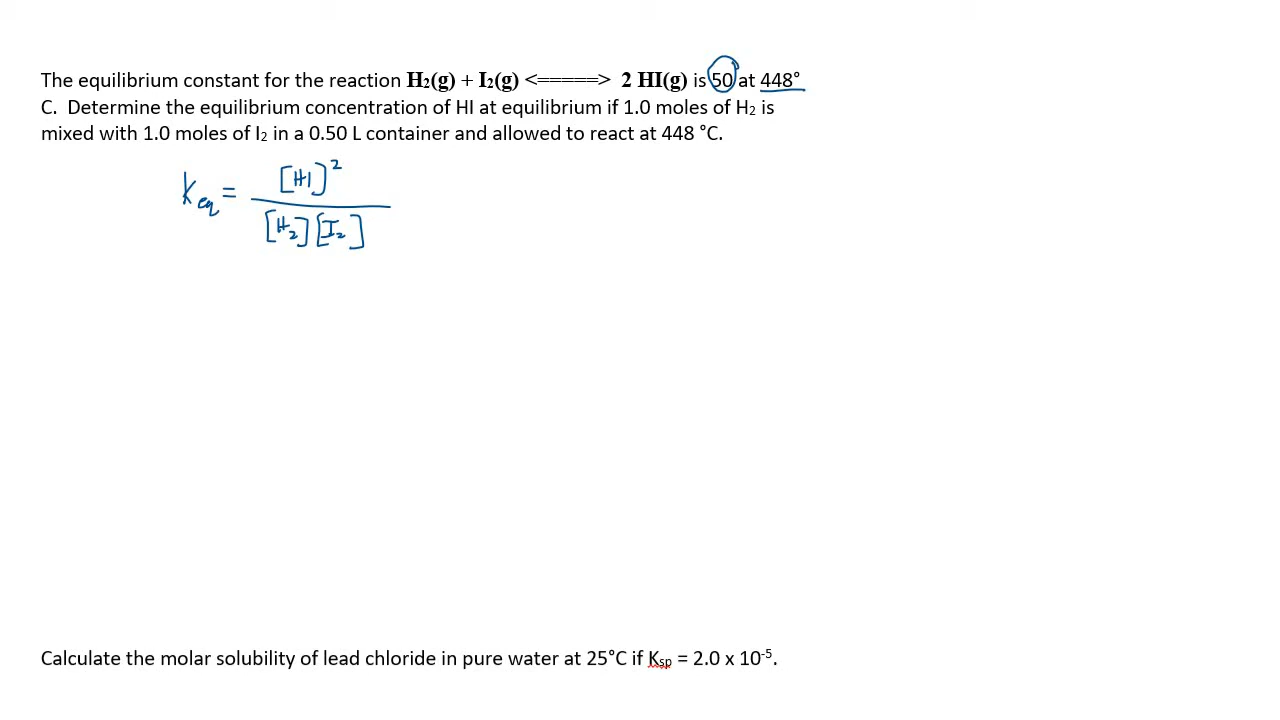 The equilibrium constant for the reaction H₂(g) + I₂(g) <=====> 2 HI(g) is 50 at 448°
C. Determine the equilibrium concentration of HI at equilibrium if 1.0 moles of H₂ is
mixed with 1.0 moles of I₂ in a 0.50 L container and allowed to react at 448 °C.
Keq = [HI]²
[H₂][I₂]
Calculate the molar solubility of lead chloride in pure water at 25°C if Ksp = 2.0 x 10⁻⁵.